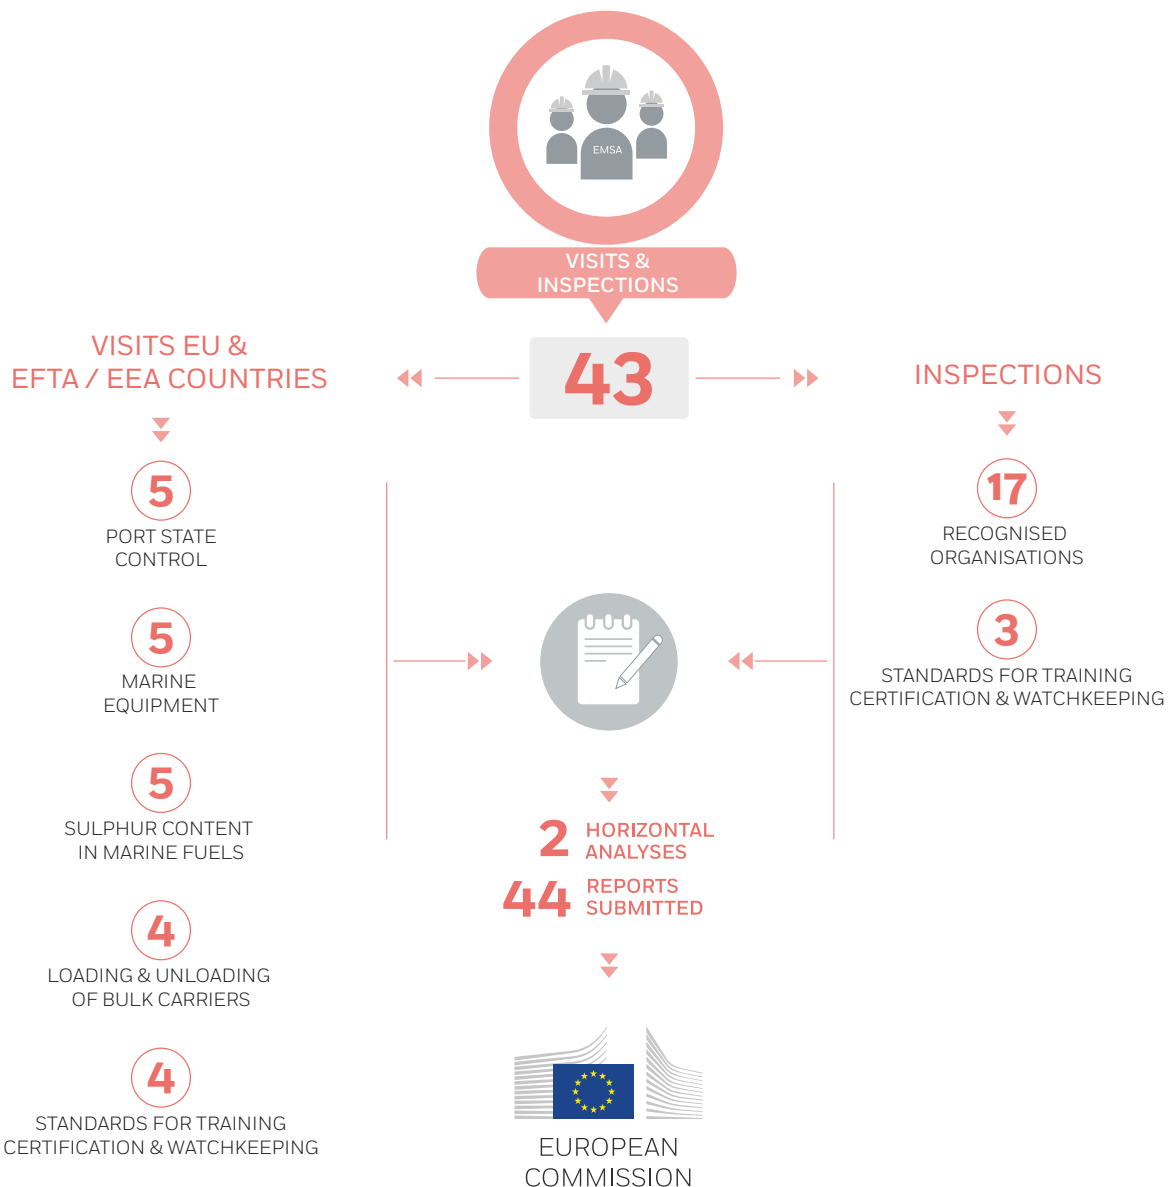 EMSA
VISITS &
INSPECTIONS
43
VISITS EU &
EFTA / EEA COUNTRIES
5
PORT STATE
CONTROL
5
MARINE
EQUIPMENT
5
SULPHUR CONTENT
IN MARINE FUELS
4
LOADING & UNLOADING
OF BULK CARRIERS
4
STANDARDS FOR TRAINING
CERTIFICATION & WATCHKEEPING
INSPECTIONS
17
RECOGNISED
ORGANISATIONS
3
STANDARDS FOR TRAINING
CERTIFICATION & WATCHKEEPING
2 HORIZONTAL
ANALYSES
44 REPORTS
SUBMITTED
EUROPEAN
COMMISSION